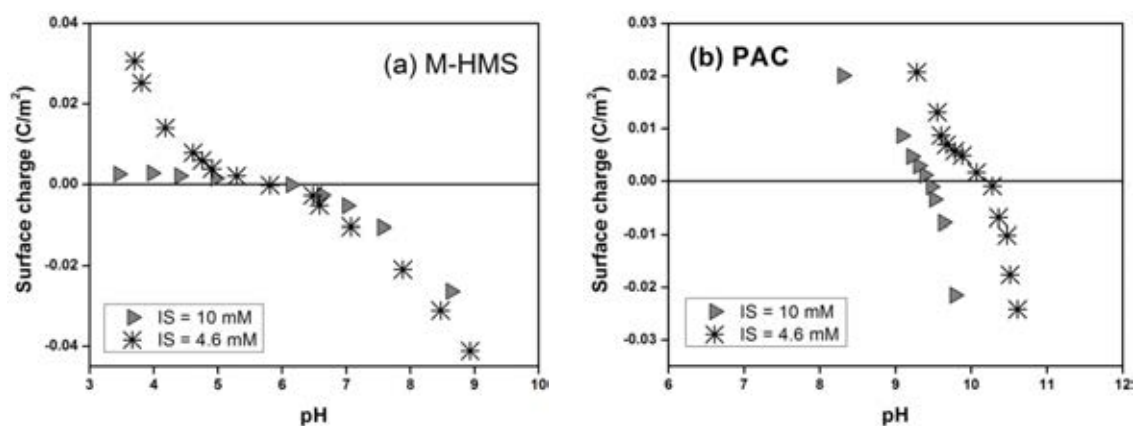 (a) M-HMS
Surface charge (C/m²)
0.04
0.02
0.00
-0.02
-0.04
IS = 10 mM
IS = 4.6 mM
3 4 5 6 7 8 9 10
pH
(b) PAC
Surface charge (C/m²)
0.03
0.02
0.01
0.00
-0.01
-0.02
-0.03
IS = 10 mM
IS = 4.6 mM
6 7 8 9 10 11 12
pH